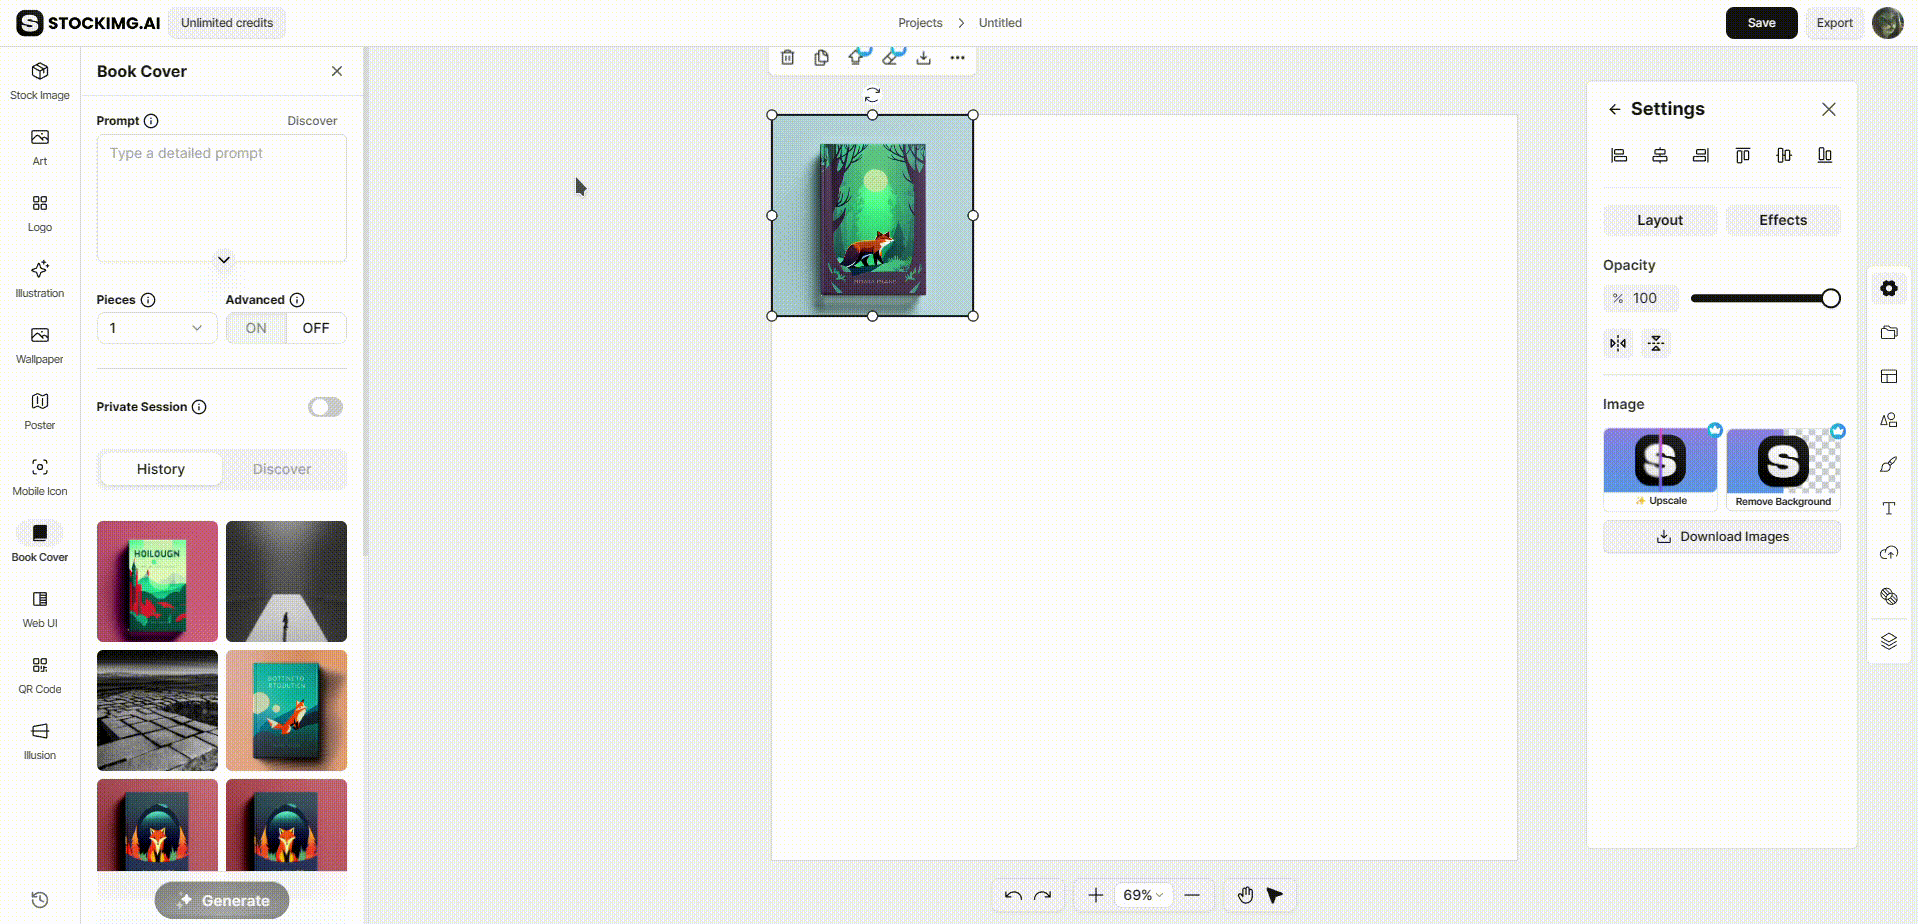 STOCKIMG.AI
Unlimited credits
Projects > Untitled
Save
Export
Stock Image
Art
Logo
Illustration
Wallpaper
Poster
Mobile Icon
Book Cover
Web UI
QR Code
Illusion
Book Cover
Prompt
Discover
Type a detailed prompt
Pieces
Advanced
1
ON
OFF
Private Session
History
Discover
HOILOUGN
Generate
69%
Settings
Layout
Effects
Opacity
% 100
Image
Upscale
Remove Background
Download Images